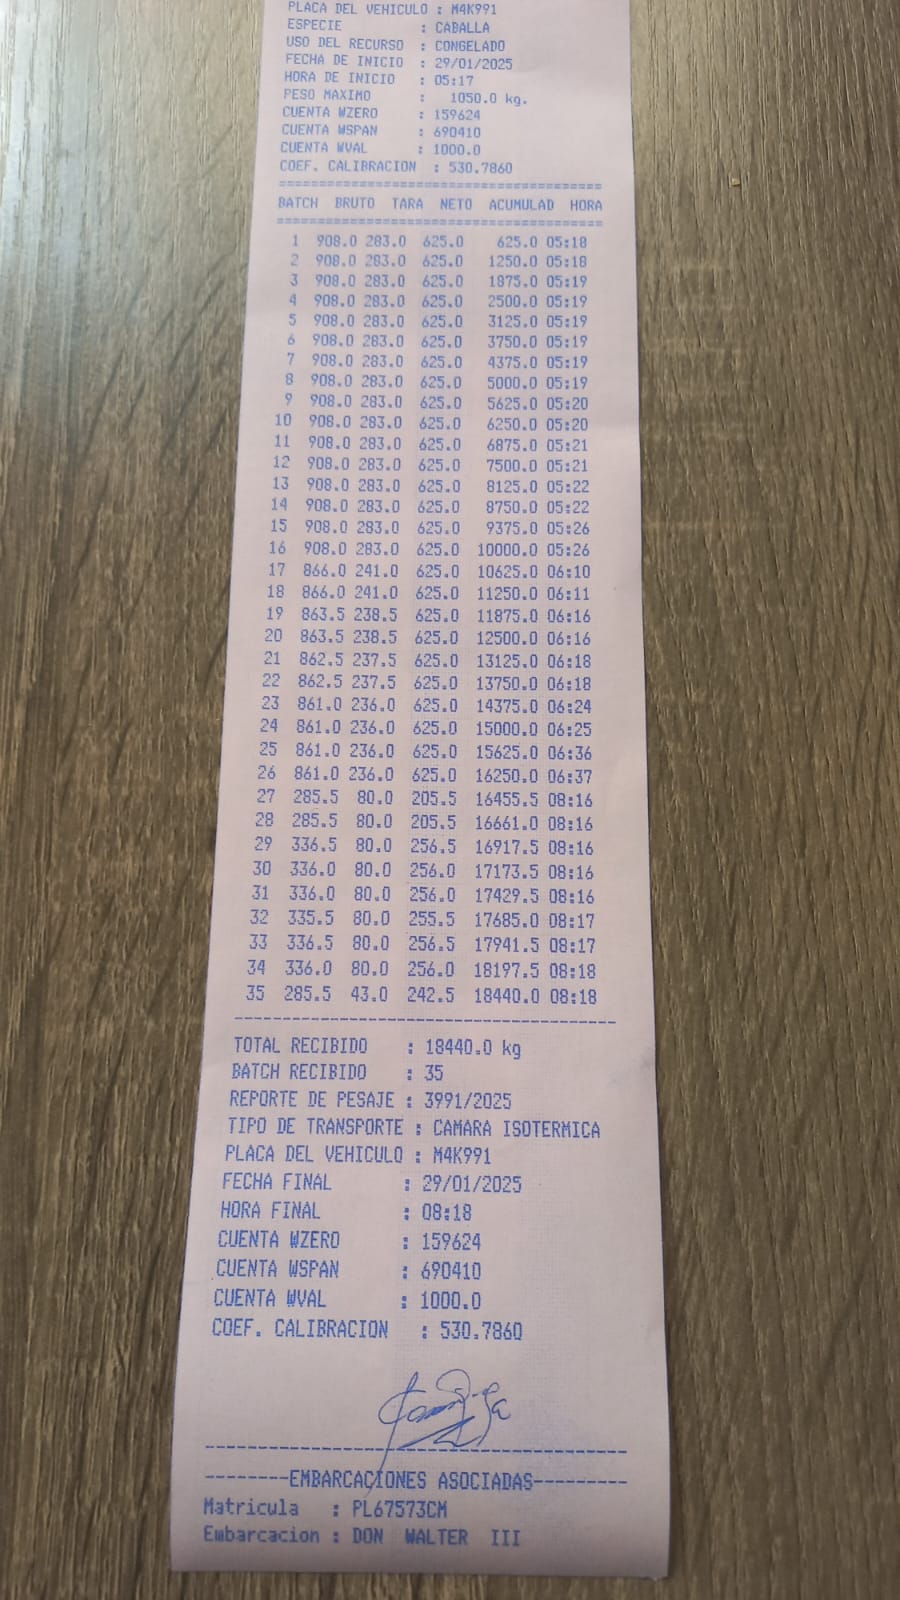 PLACA DEL VEHICULO : M4K991
ESPECIE : CABALLA
USO DEL RECURSO : CONGELADO
FECHA DE INICIO : 29/01/2025
HORA DE INICIO : 05:17
PESO MAXIMO : 1050.0 kg.
CUENTA WZERO : 159624
CUENTA WSPAN : 690410
CUENTA WVAL : 1000.0
COEF. CALIBRACION : 530.7860
=====================================
BATCH BRUTO TARA NETO ACUMULAD HORA
=====================================
1 908.0 283.0 625.0 625.0 05:18
2 908.0 283.0 625.0 1250.0 05:18
3 908.0 283.0 625.0 1875.0 05:19
4 908.0 283.0 625.0 2500.0 05:19
5 908.0 283.0 625.0 3125.0 05:19
6 908.0 283.0 625.0 3750.0 05:19
7 908.0 283.0 625.0 4375.0 05:19
8 908.0 283.0 625.0 5000.0 05:19
9 908.0 283.0 625.0 5625.0 05:20
10 908.0 283.0 625.0 6250.0 05:20
11 908.0 283.0 625.0 6875.0 05:21
12 908.0 283.0 625.0 7500.0 05:21
13 908.0 283.0 625.0 8125.0 05:22
14 908.0 283.0 625.0 8750.0 05:22
15 908.0 283.0 625.0 9375.0 05:26
16 908.0 283.0 625.0 10000.0 05:26
17 866.0 241.0 625.0 10625.0 06:10
18 866.0 241.0 625.0 11250.0 06:11
19 863.5 238.5 625.0 11875.0 06:16
20 863.5 238.5 625.0 12500.0 06:16
21 862.5 237.5 625.0 13125.0 06:18
22 862.5 237.5 625.0 13750.0 06:18
23 861.0 236.0 625.0 14375.0 06:24
24 861.0 236.0 625.0 15000.0 06:25
25 861.0 236.0 625.0 15625.0 06:36
26 861.0 236.0 625.0 16250.0 06:37
27 285.5 80.0 205.5 16455.5 08:16
28 285.5 80.0 205.5 16661.0 08:16
29 336.5 80.0 256.5 16917.5 08:16
30 336.0 80.0 256.0 17173.5 08:16
31 336.0 80.0 256.0 17429.5 08:16
32 335.5 80.0 255.5 17685.0 08:17
33 336.5 80.0 256.5 17941.5 08:17
34 336.0 80.0 256.0 18197.5 08:18
35 285.5 43.0 242.5 18440.0 08:18
-------------------------------------
TOTAL RECIBIDO : 18440.0 kg
BATCH RECIBIDO : 35
REPORTE DE PESAJE : 3991/2025
TIPO DE TRANSPORTE : CAMARA ISOTERMICA
PLACA DEL VEHICULO : M4K991
FECHA FINAL : 29/01/2025
HORA FINAL : 08:18
CUENTA WZERO : 159624
CUENTA WSPAN : 690410
CUENTA WVAL : 1000.0
COEF. CALIBRACION : 530.7860
-------------------------------------
--------EMBARCACIONES ASOCIADAS---------
Matricula : PL67573CM
Embarcacion : DON WALTER III